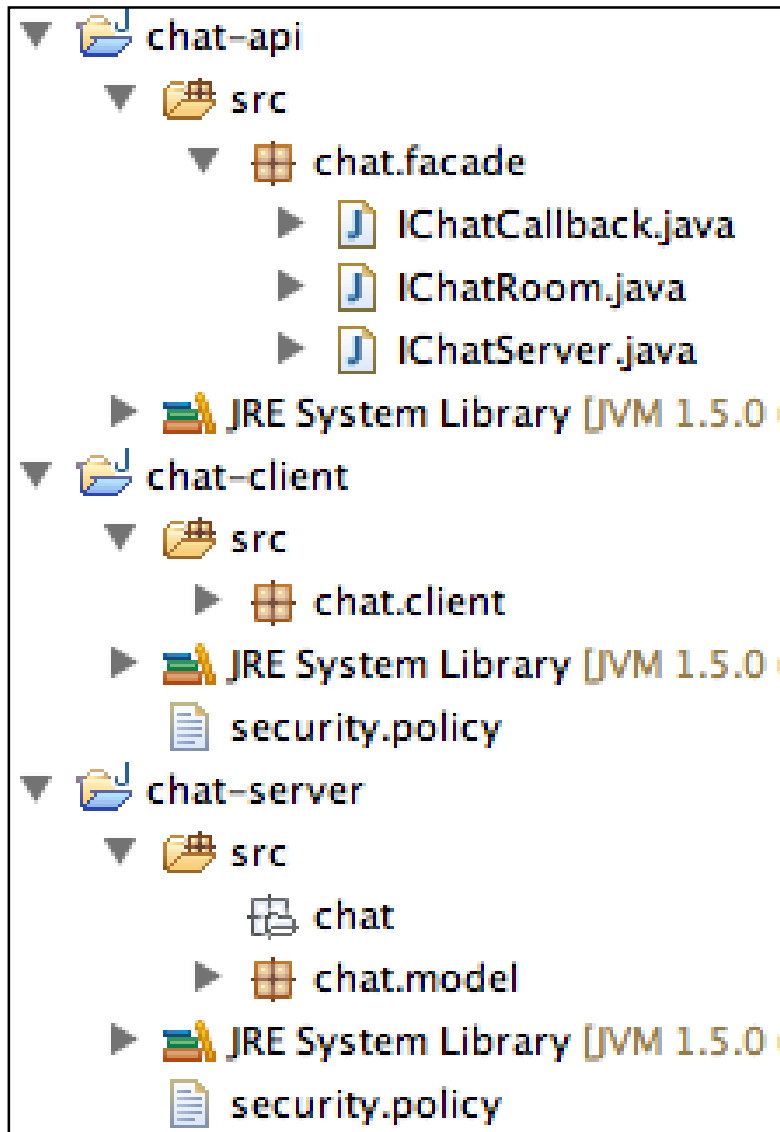 chat-api
src
chat.facade
IChatCallback.java
IChatRoom.java
IChatServer.java
JRE System Library [JVM 1.5.0
chat-client
src
chat.client
JRE System Library [JVM 1.5.0
security.policy
chat-server
src
chat
chat.model
JRE System Library [JVM 1.5.0
security.policy